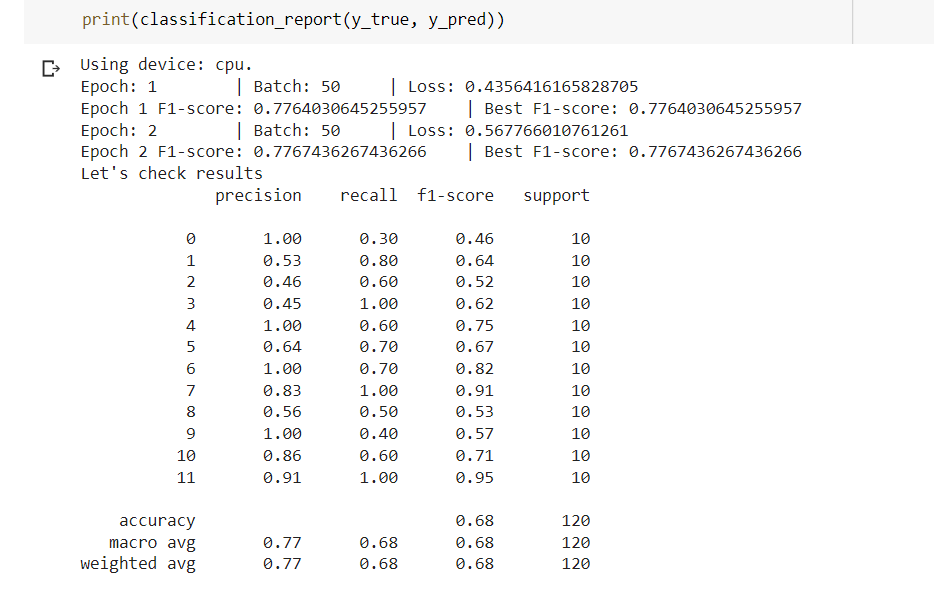 print(classification_report(y_true, y_pred))
Using device: cpu.
Epoch: 1 | Batch: 50 | Loss: 0.4356416165828705
Epoch 1 F1-score: 0.7764030645255957 | Best F1-score: 0.7764030645255957
Epoch: 2 | Batch: 50 | Loss: 0.567766010761261
Epoch 2 F1-score: 0.7767436267436266 | Best F1-score: 0.7767436267436266
Let's check results
precision recall f1-score support
0 1.00 0.30 0.46 10
1 0.53 0.80 0.64 10
2 0.46 0.60 0.52 10
3 0.45 1.00 0.62 10
4 1.00 0.60 0.75 10
5 0.64 0.70 0.67 10
6 1.00 0.70 0.82 10
7 0.83 1.00 0.91 10
8 0.56 0.50 0.53 10
9 1.00 0.40 0.57 10
10 0.86 0.60 0.71 10
11 0.91 1.00 0.95 10
accuracy 0.68 120
macro avg 0.77 0.68 0.68 120
weighted avg 0.77 0.68 0.68 120